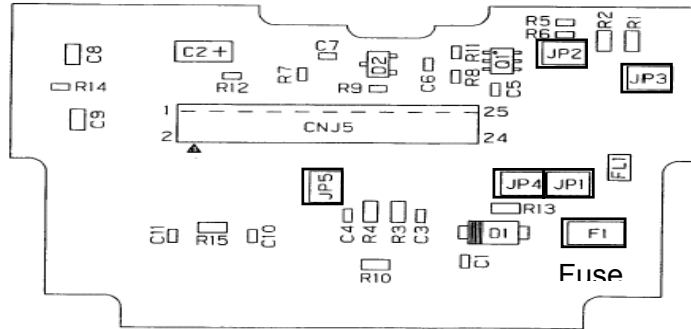 R5
R6
R2
R1
C8
C2 +
C7
D2
R11
Q1
JP2
R7
C6
R8
JP3
R14
R12
R9
C5
C9
1
25
CNJ5
2
24
FL1
JP5
JP4
JP1
R13
C4
R4
R3
C3
C11
R15
C10
D1
F1
C1
R10
Fuse